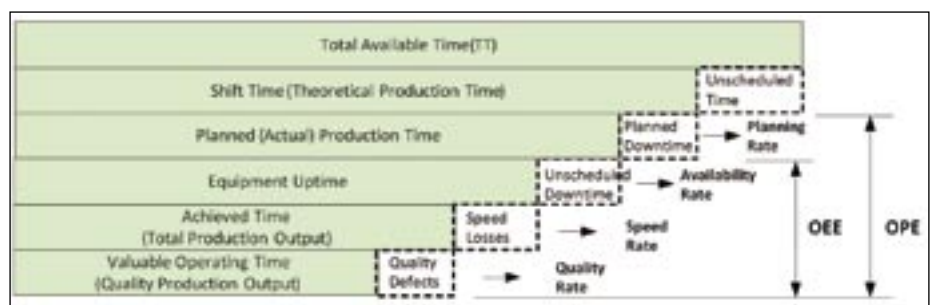 Total Available Time(TT)
Shift Time (Theoretical Production Time)
Unscheduled
Time
Planned (Actual) Production Time
Planned
Downtime
Planning
Rate
Equipment Uptime
Unscheduled
Downtime
Availability
Rate
Achieved Time
(Total Production Output)
Speed
Losses
Speed
Rate
OEE
OPE
Valuable Operating Time
(Quality Production Output)
Quality
Defects
Quality
Rate